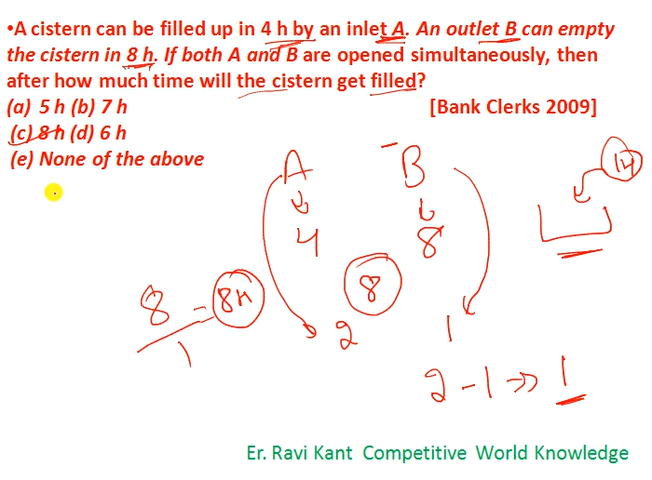 •A cistern can be filled up in 4 h by an inlet A. An outlet B can empty
the cistern in 8 h. If both A and B are opened simultaneously, then
after how much time will the cistern get filled?
(a) 5 h (b) 7 h [Bank Clerks 2009]
(c) 8 h (d) 6 h
(e) None of the above
A -B
4 8
8
8/1 = 8H
2 1
2-1 => 1
Er. Ravi Kant Competitive World Knowledge